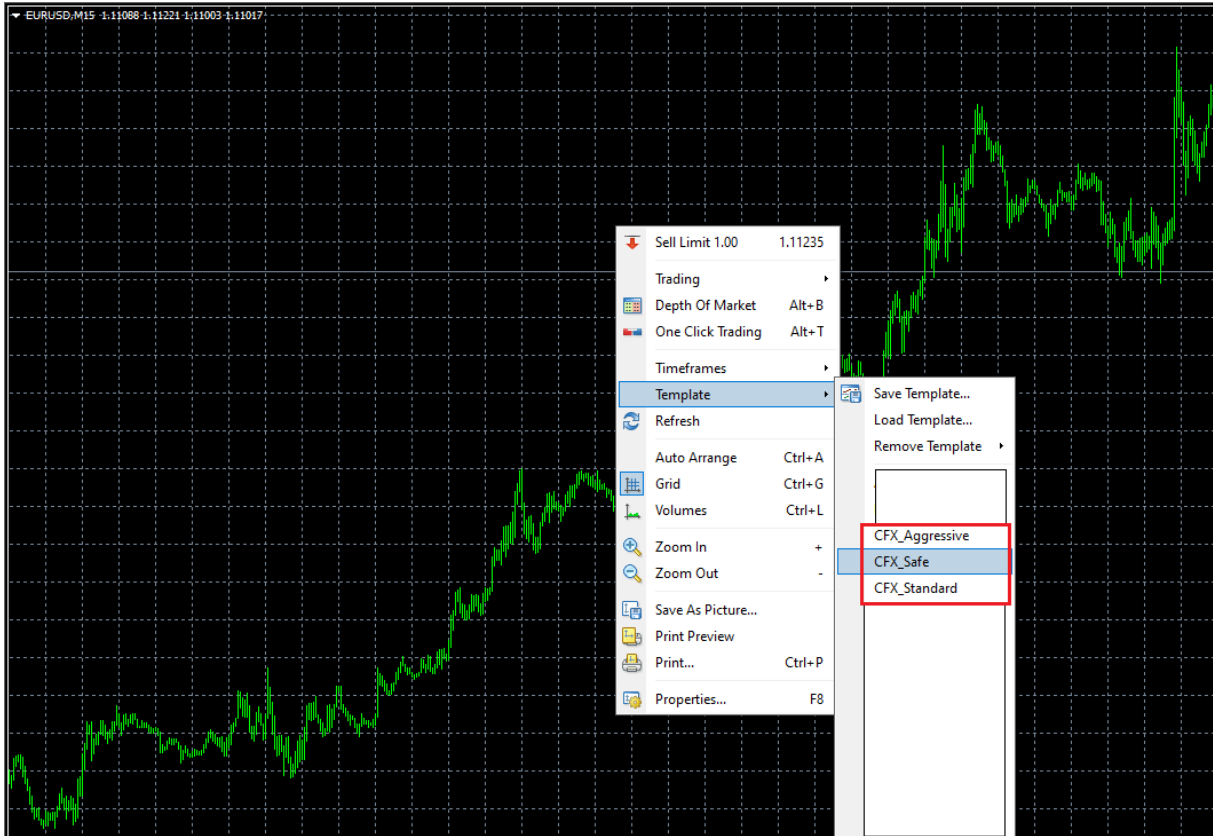 EURUSD,M15 1.11088 1.11221 1.11003 1.11017
Sell Limit 1.00 1.11235
Trading
Depth Of Market Alt+B
One Click Trading Alt+T
Timeframes
Template
Refresh
Auto Arrange Ctrl+A
Grid Ctrl+G
Volumes Ctrl+L
Zoom In +
Zoom Out -
Save As Picture...
Print Preview
Print... Ctrl+P
Properties... F8
Save Template...
Load Template...
Remove Template
CFX_Aggressive
CFX_Safe
CFX_Standard